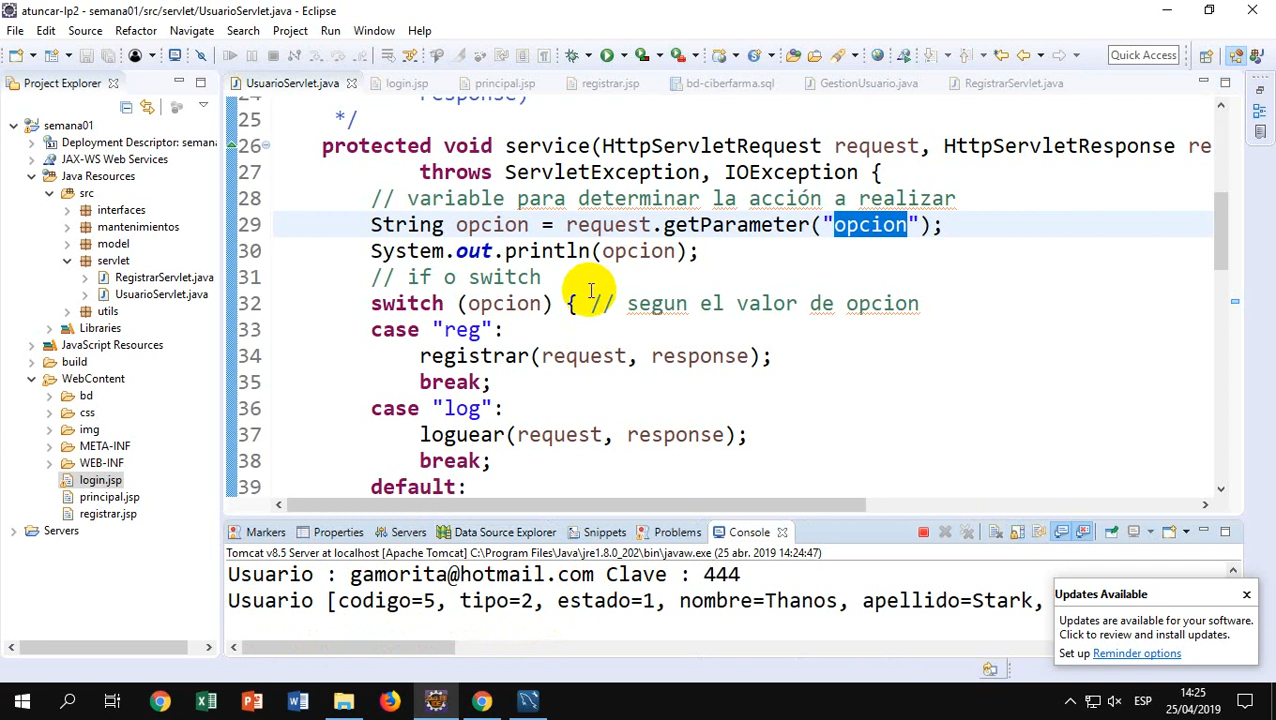 atuncar-lp2 - semana01/src/servlet/UsuarioServlet.java - Eclipse
File Edit Source Refactor Navigate Search Project Run Window Help
Quick Access
Project Explorer
UsuarioServlet.java login.jsp principal.jsp registrar.jsp bd-ciberfarma.sql GestionUsuario.java RegistrarServlet.java
semana01
Deployment Descriptor: seman
JAX-WS Web Services
Java Resources
src
interfaces
mantenimientos
model
servlet
RegistrarServlet.java
UsuarioServlet.java
utils
Libraries
JavaScript Resources
build
WebContent
bd
css
img
META-INF
WEB-INF
login.jsp
principal.jsp
registrar.jsp
Servers
24 response)
25 */
26 protected void service(HttpServletRequest request, HttpServletResponse re
27 throws ServletException, IOException {
28 // variable para determinar la acción a realizar
29 String opcion = request.getParameter("opcion");
30 System.out.println(opcion);
31 // if o switch
32 switch (opcion) { // segun el valor de opcion
33 case "reg":
34 registrar(request, response);
35 break;
36 case "log":
37 loguear(request, response);
38 break;
39 default:
Markers Properties Servers Data Source Explorer Snippets Problems Console
Tomcat v8.5 Server at localhost [Apache Tomcat] C:\Program Files\Java\jre1.8.0_202\bin\javaw.exe (25 abr. 2019 14:24:47)
Usuario : gamorita@hotmail.com Clave : 444
Usuario [codigo=5, tipo=2, estado=1, nombre=Thanos, apellido=Stark,
Updates Available
Updates are available for your software.
Click to review and install updates.
Set up Reminder options
ESP
14:25
25/04/2019